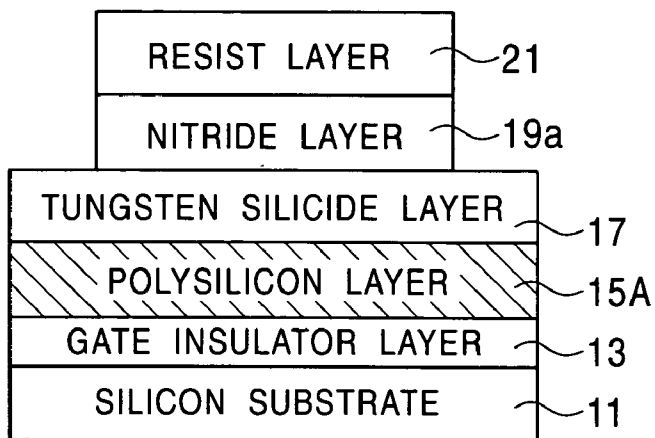 RESIST LAYER 21
NITRIDE LAYER 19a
TUNGSTEN SILICIDE LAYER 17
POLYSILICON LAYER 15A
GATE INSULATOR LAYER 13
SILICON SUBSTRATE 11